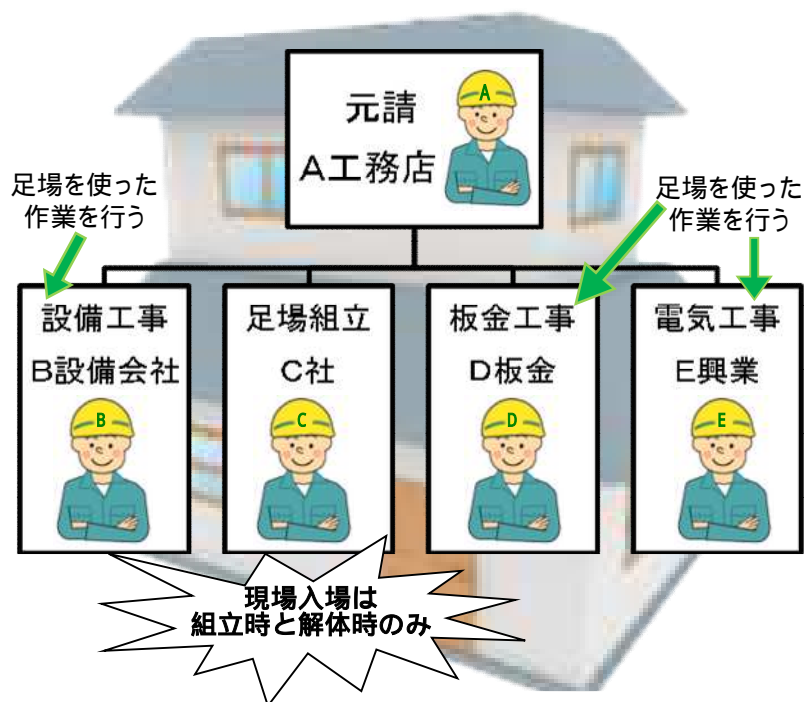 元請
A工務店
A
足場を使った
作業を行う
足場を使った
作業を行う
設備工事
B設備会社
B
足場組立
C社
C
板金工事
D板金
D
電気工事
E興業
E
現場入場は
組立時と解体時のみ